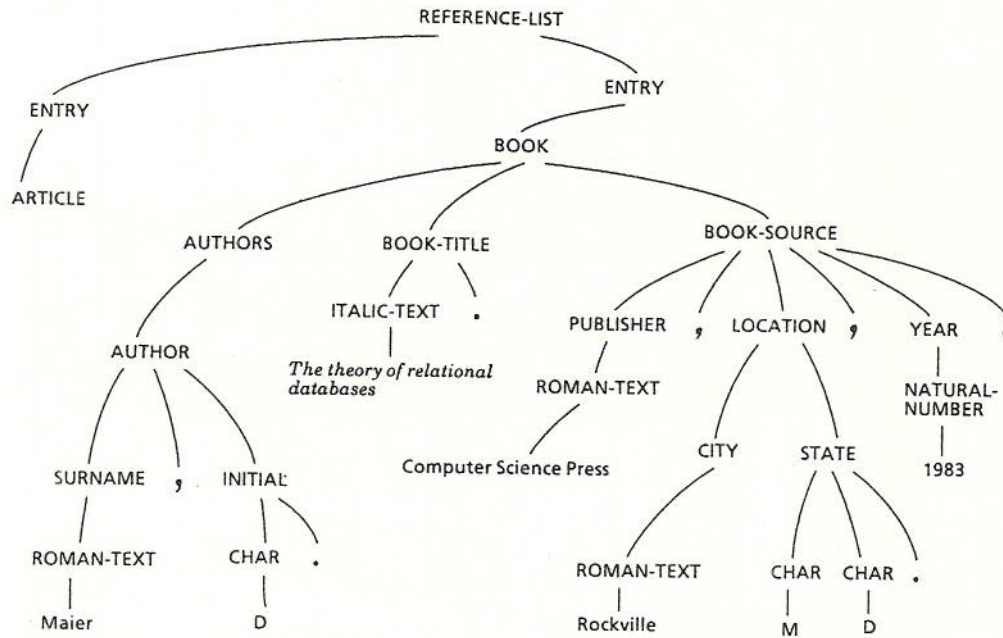 REFERENCE-LIST
ENTRY
ENTRY
BOOK
ARTICLE
AUTHORS
BOOK-TITLE
BOOK-SOURCE
ITALIC-TEXT .
PUBLISHER , LOCATION , YEAR .
AUTHOR
The theory of relational
databases
ROMAN-TEXT
NATURAL-
NUMBER
Computer Science Press
CITY
STATE
1983
SURNAME , INITIAL
ROMAN-TEXT
CHAR .
ROMAN-TEXT
CHAR CHAR .
Maier
D
Rockville
M
D